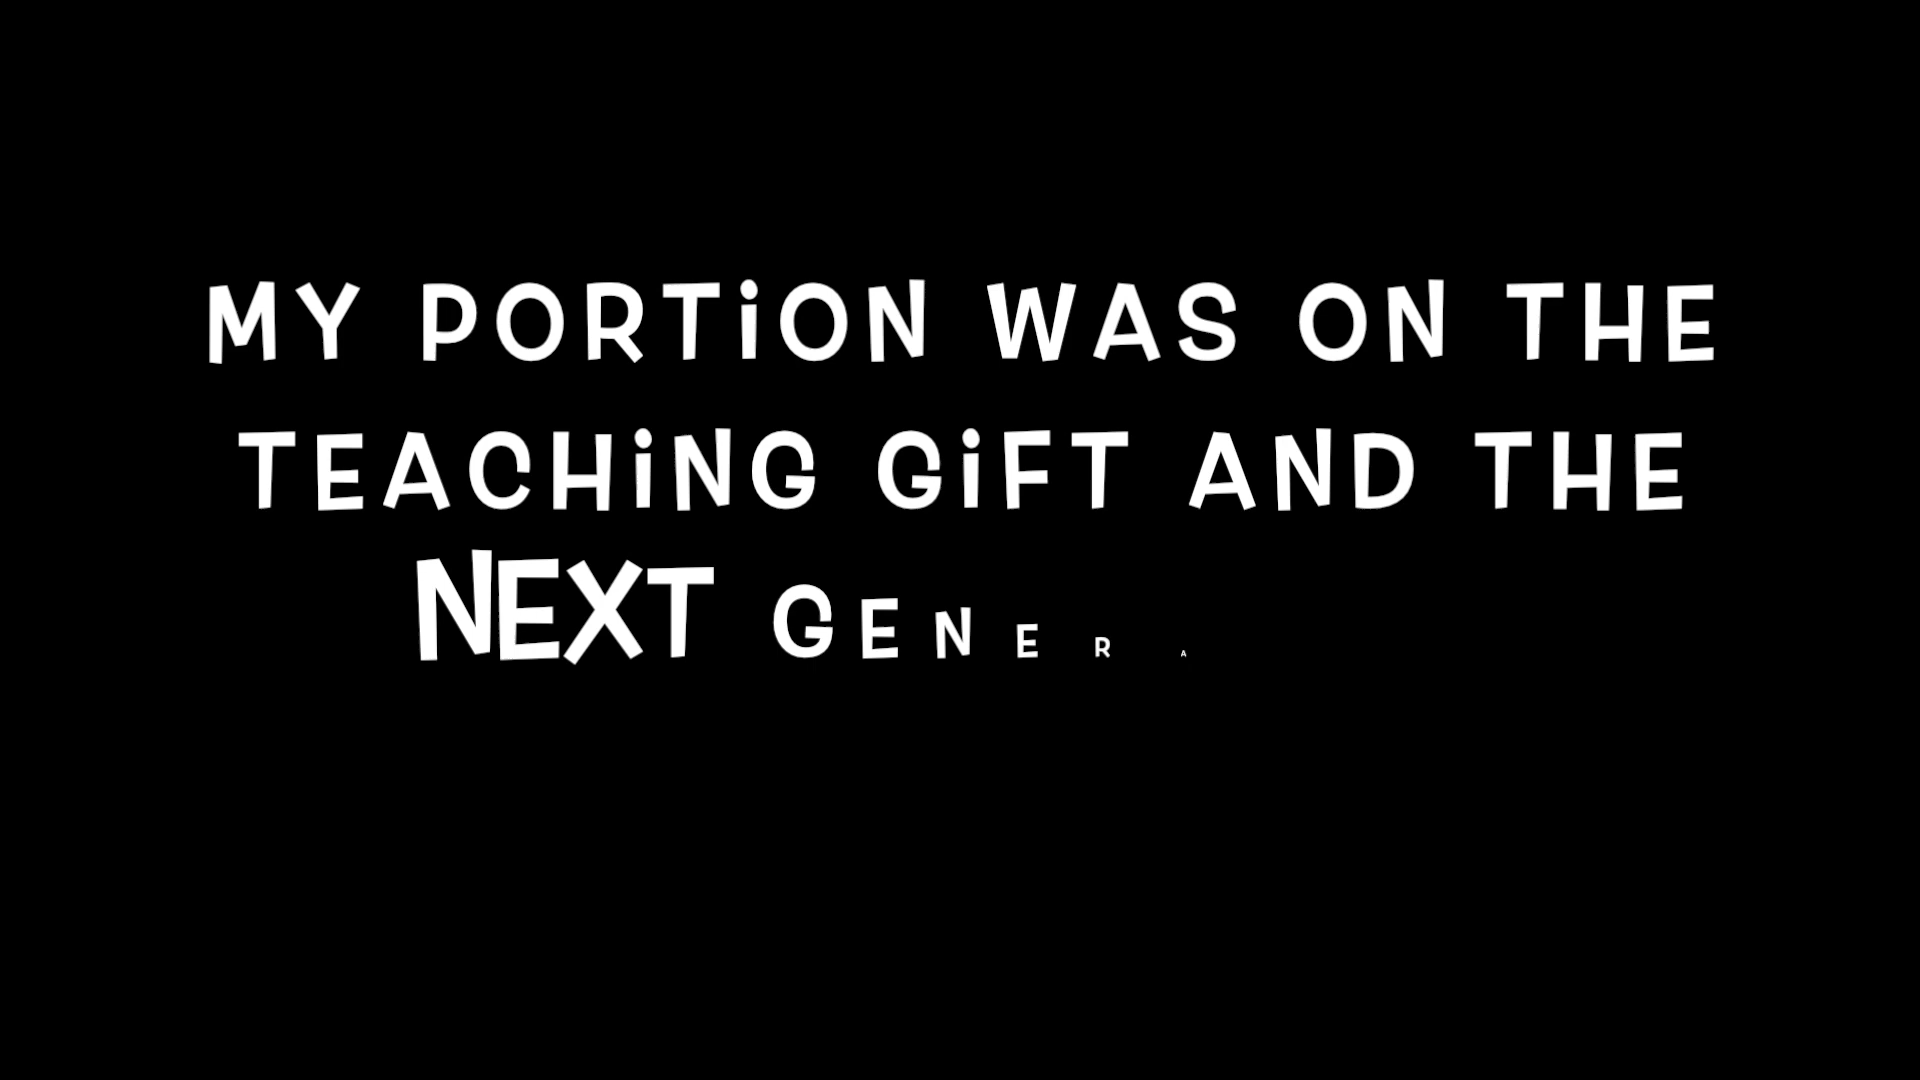 MY PORTiON WAS ON THE
TEACHiNG GiFT AND THE
NEXT GENERA